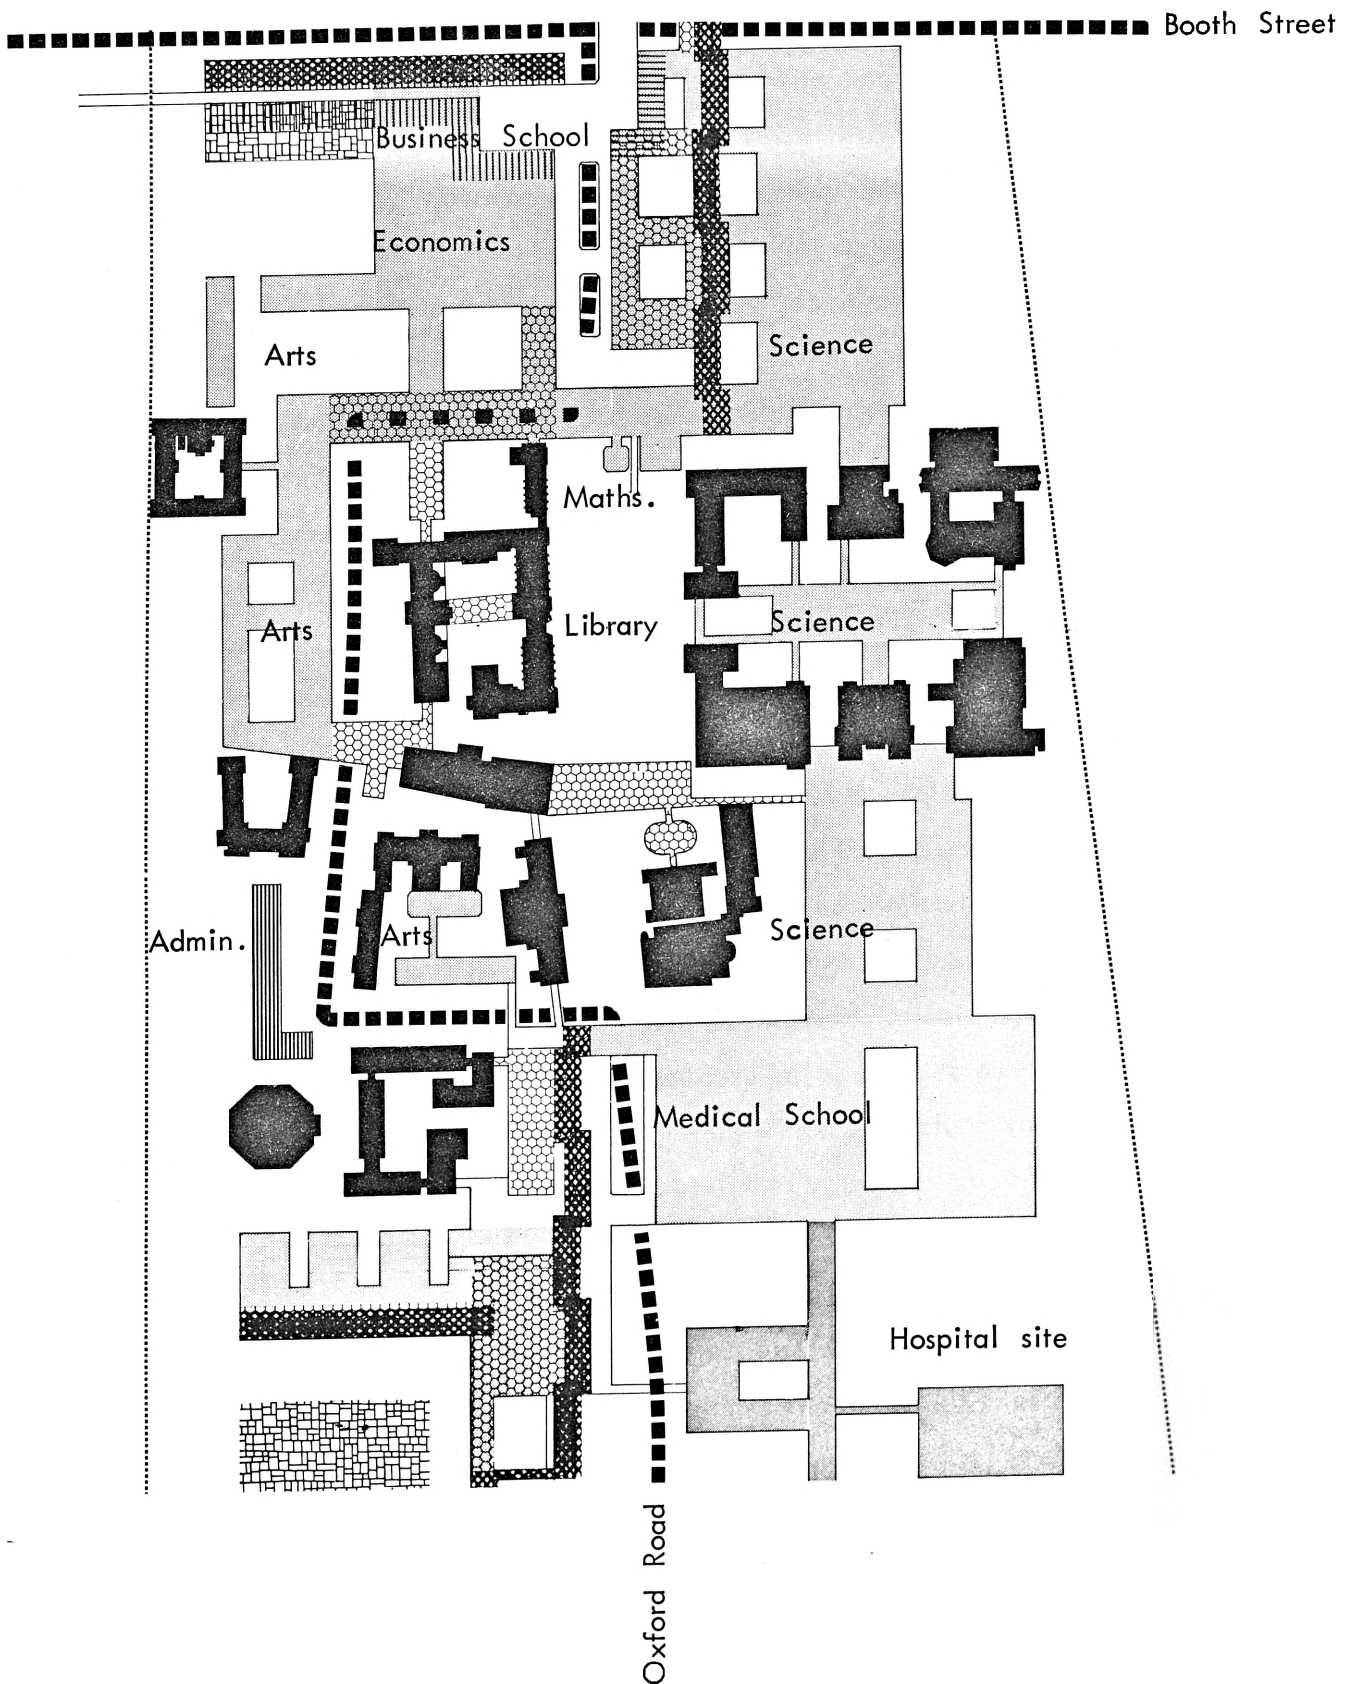 Booth Street
Business School
Economics
Arts
Science
Maths.
Arts
Library
Science
Admin.
Arts
Science
Medical School
Hospital site
Oxford Road